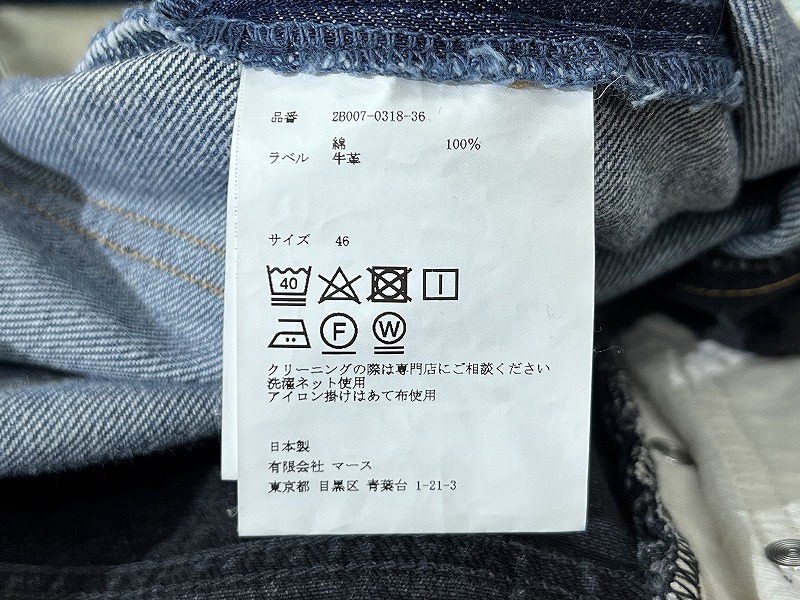 品番 2B007-0318-36
綿 100%
ラベル 牛革
サイズ 46
40
F W
クリーニングの際は専門店にご相談ください
洗濯ネット使用
アイロン掛けはあて布使用
日本製
有限会社 マース
東京都 目黒区 青葉台 1-21-3